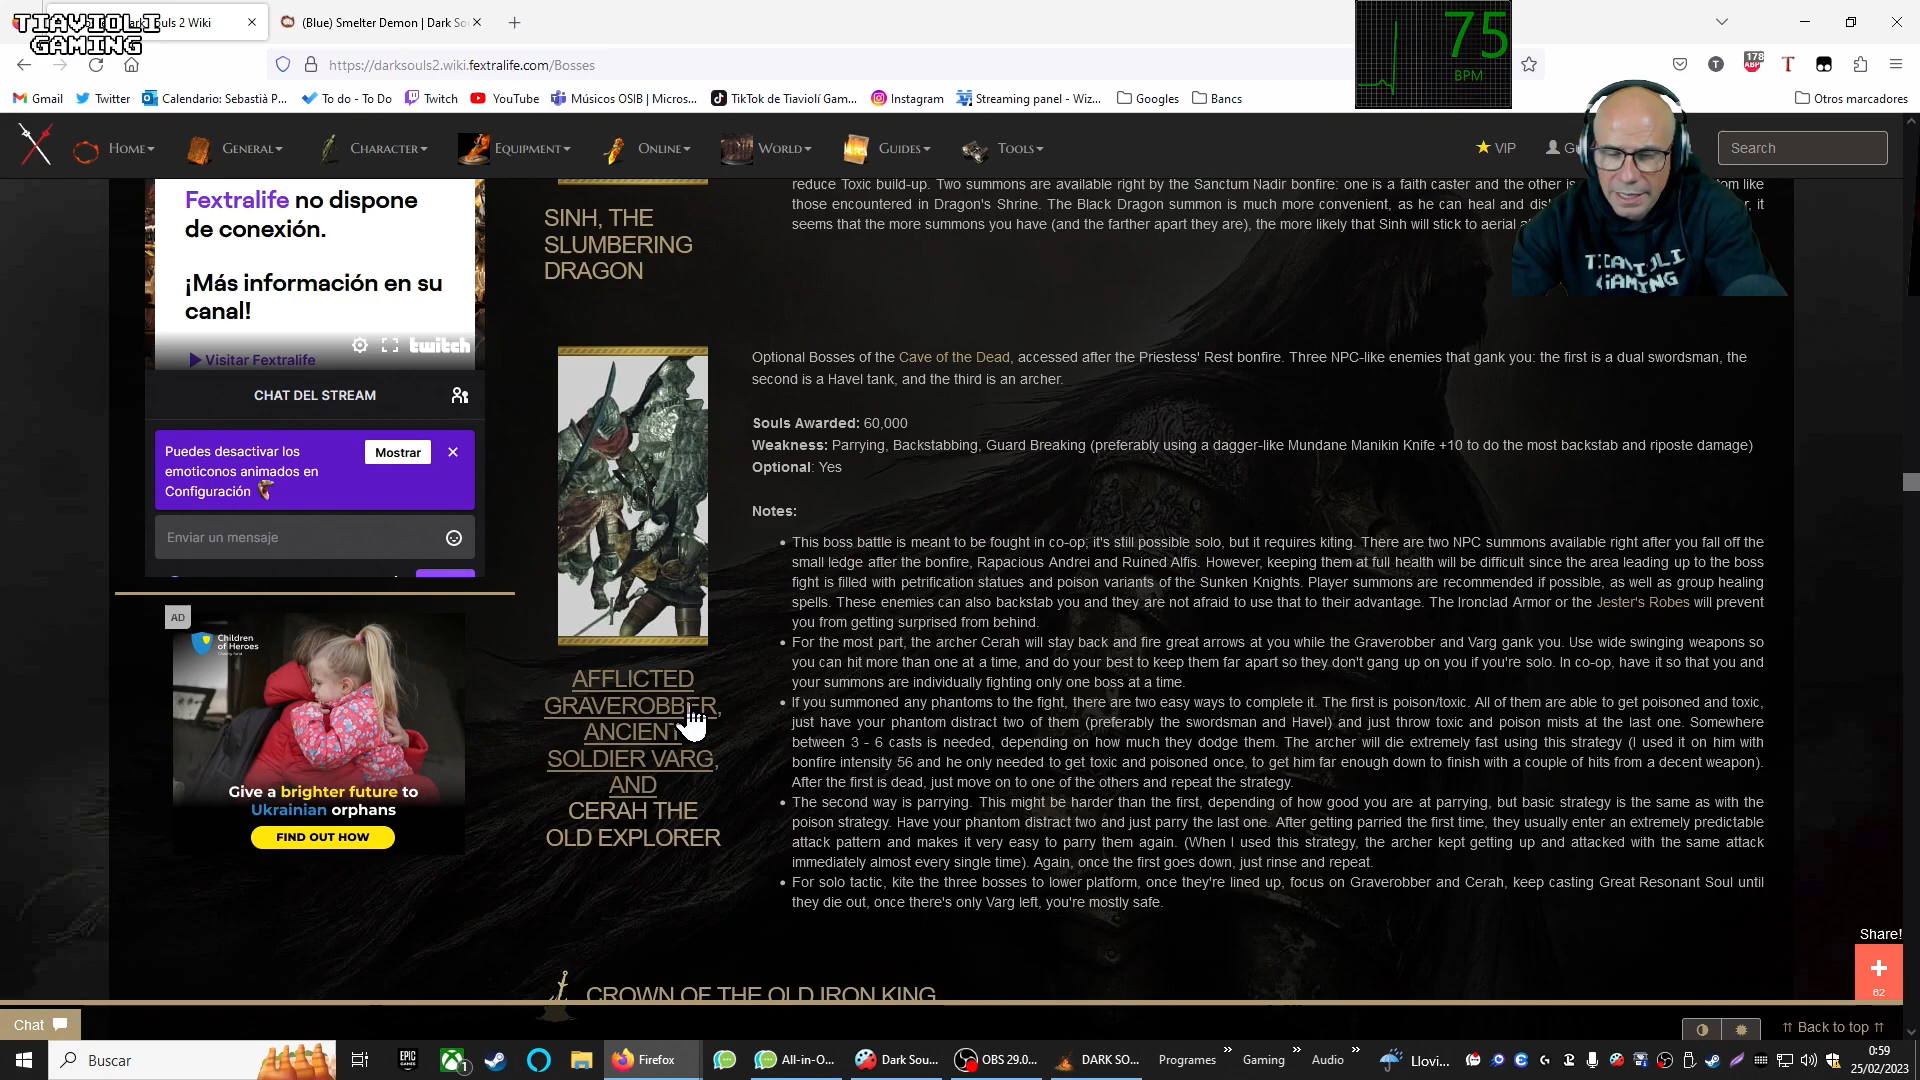 TIAVIOLI
GAMING
uls 2 Wiki
(Blue) Smelter Demon | Dark So
https://darksouls2.wiki.fextralife.com/Bosses
75
BPM
178
ABP
Gmail
Twitter
Calendario: Sebastià P...
To do - To Do
Twitch
YouTube
Músicos OSIB | Micros...
TikTok de Tiaviolí Gam...
Instagram
Streaming panel - Wiz...
Googles
Bancs
Otros marcadores
HOME
GENERAL
CHARACTER
EQUIPMENT
ONLINE
WORLD
GUIDES
TOOLS
VIP
Search
Fextralife no dispone
de conexión.
¡Más información en su
canal!
Visitar Fextralife
twitch
CHAT DEL STREAM
Puedes desactivar los
emoticonos animados en
Configuración
Mostrar
Enviar un mensaje
AD
Children
of Heroes
Give a brighter future to
Ukrainian orphans
FIND OUT HOW
SINH, THE
SLUMBERING
DRAGON
reduce Toxic build-up. Two summons are available right by the Sanctum Nadir bonfire: one is a faith caster and the other is
tom like
those encountered in Dragon's Shrine. The Black Dragon summon is much more convenient, as he can heal and
it
seems that the more summons you have (and the farther apart they are), the more likely that Sinh will stick to aerial
AFFLICTED
GRAVEROBBER,
ANCIENT
SOLDIER VARG,
AND
CERAH THE
OLD EXPLORER
Optional Bosses of the Cave of the Dead, accessed after the Priestess' Rest bonfire. Three NPC-like enemies that gank you: the first is a dual swordsman, the
second is a Havel tank, and the third is an archer.
Souls Awarded: 60,000
Weakness: Parrying, Backstabbing, Guard Breaking (preferably using a dagger-like Mundane Manikin Knife +10 to do the most backstab and riposte damage)
Optional: Yes
Notes:
This boss battle is meant to be fought in co-op; it's still possible solo, but it requires kiting. There are two NPC summons available right after you fall off the
small ledge after the bonfire, Rapacious Andrei and Ruined Alfis. However, keeping them at full health will be difficult since the area leading up to the boss
fight is filled with petrification statues and poison variants of the Sunken Knights. Player summons are recommended if possible, as well as group healing
spells. These enemies can also backstab you and they are not afraid to use that to their advantage. The Ironclad Armor or the Jester's Robes will prevent
you from getting surprised from behind.
For the most part, the archer Cerah will stay back and fire great arrows at you while the Graverobber and Varg gank you. Use wide swinging weapons so
you can hit more than one at a time, and do your best to keep them far apart so they don't gang up on you if you're solo. In co-op, have it so that you and
your summons are individually fighting only one boss at a time.
If you summoned any phantoms to the fight, there are two easy ways to complete it. The first is poison/toxic. All of them are able to get poisoned and toxic,
just have your phantom distract two of them (preferably the swordsman and Havel) and just throw toxic and poison mists at the last one. Somewhere
between 3 - 6 casts is needed, depending on how much they dodge them. The archer will die extremely fast using this strategy (I used it on him with
bonfire intensity 56 and he only needed to get toxic and poisoned once, to get him far enough down to finish with a couple of hits from a decent weapon).
After the first is dead, just move on to one of the others and repeat the strategy.
The second way is parrying. This might be harder than the first, depending of how good you are at parrying, but basic strategy is the same as with the
poison strategy. Have your phantom distract two and just parry the last one. After getting parried the first time, they usually enter an extremely predictable
attack pattern and makes it very easy to parry them again. (When I used this strategy, the archer kept getting up and attacked with the same attack
immediately almost every single time). Again, once the first goes down, just rinse and repeat.
For solo tactic, kite the three bosses to lower platform, once they're lined up, focus on Graverobber and Cerah, keep casting Great Resonant Soul until
they die out, once there's only Varg left, you're mostly safe.
CROWN OF THE OLD IRON KING
TIAVIOLI
GAMING
Share!
62
Chat
Back to top
Buscar
EPIC
GAMES
1
Firefox
All-in-O...
Dark Sou...
OBS 29.0...
DARK SO...
Programes
Gaming
Audio
Llovi...
0:59
25/02/2023